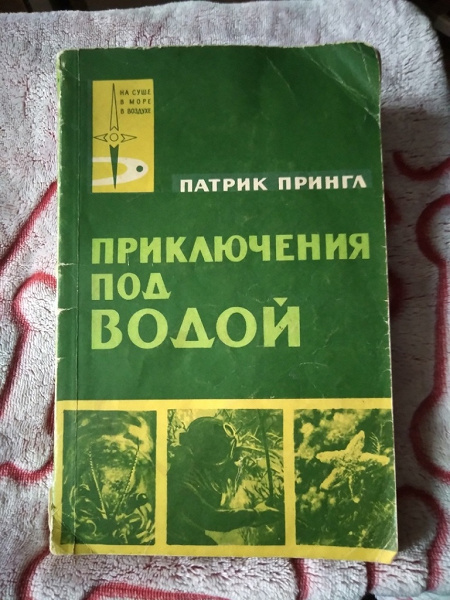 НА СУШЕ
В МОРЕ
В ВОЗДУХЕ
ПАТРИК ПРИНГЛ
ПРИКЛЮЧЕНИЯ
ПОД
ВОДОЙ